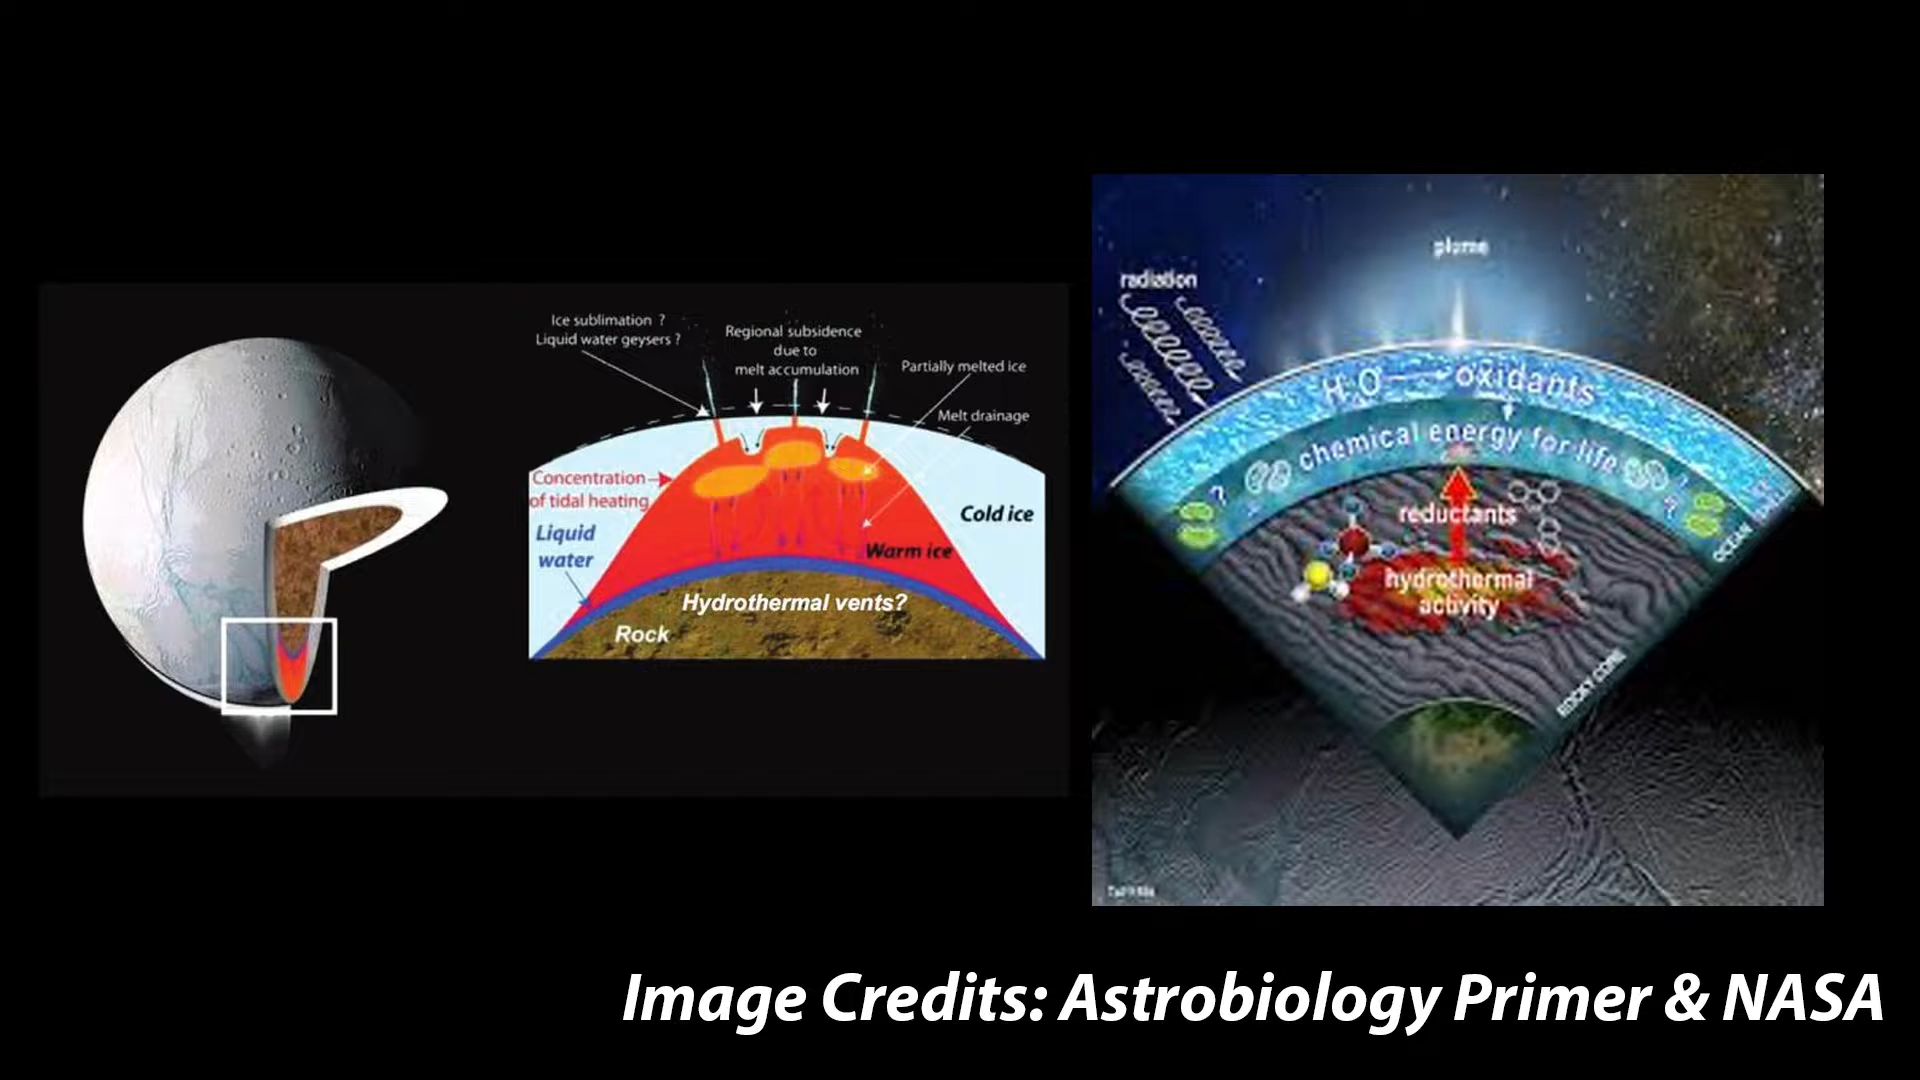 Ice sublimation ?
Liquid water geysers ?
Regional subsidence
due to
melt accumulation
Partially melted ice
Melt drainage
Concentration
of tidal heating
Liquid
water
Cold ice
Warm ice
Hydrothermal vents?
Rock
plume
radiation
H₂O → oxidants
chemical energy for life
? ?
?
reductants
hydrothermal
activity
OCEAN
ROCKY CORE
Image Credits: Astrobiology Primer & NASA